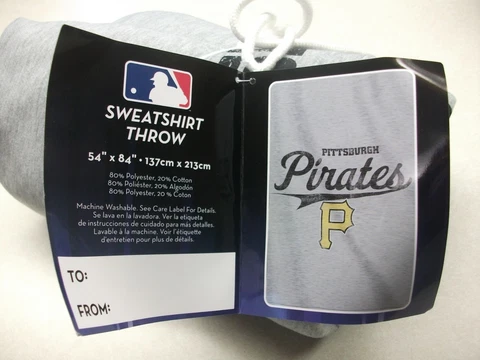 SWEATSHIRT
THROW
54" x 84" • 137cm x 213cm
80% Polyester, 20% Cotton
80% Poliéster, 20% Algodón
80% Polyester, 20% Coton
Machine Washable. See Care Label For Details.
Se lava en la lavadora. Ver la etiqueta
de instrucciones de cuidado para más detalles.
Lavable à la machine. Voir l'étiquette
d'entretien pour plus de détails.
TO:
FROM:
PITTSBURGH
Pirates
P